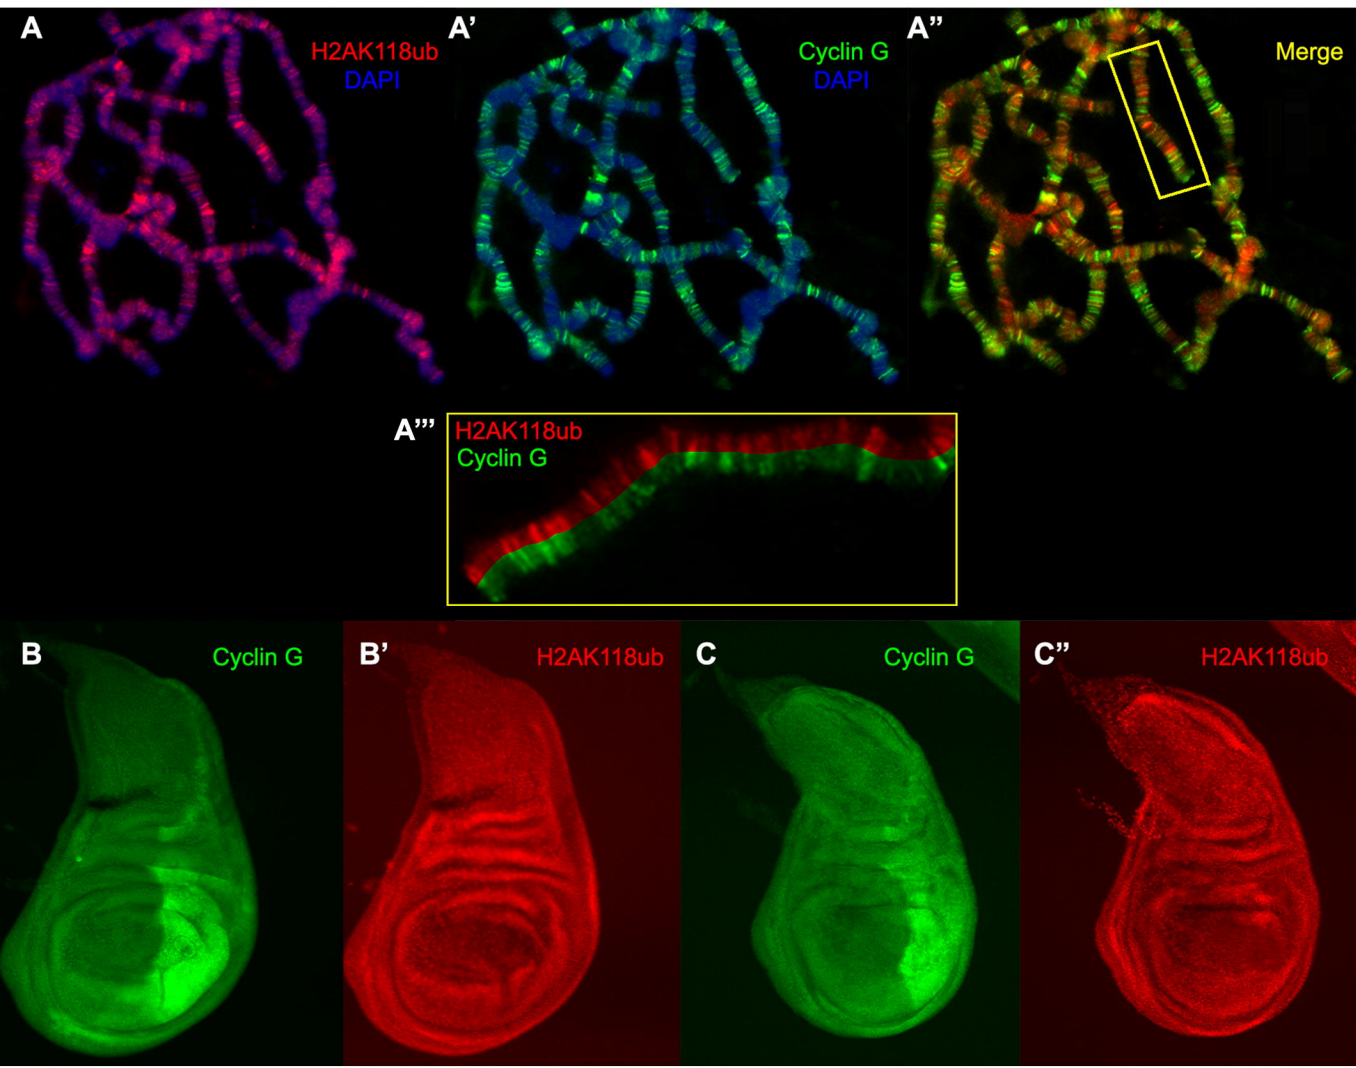 A
H2AK118ub
DAPI
A'
Cyclin G
DAPI
A"
Merge
A"'
H2AK118ub
Cyclin G
B
Cyclin G
B'
H2AK118ub
C
Cyclin G
C"
H2AK118ub